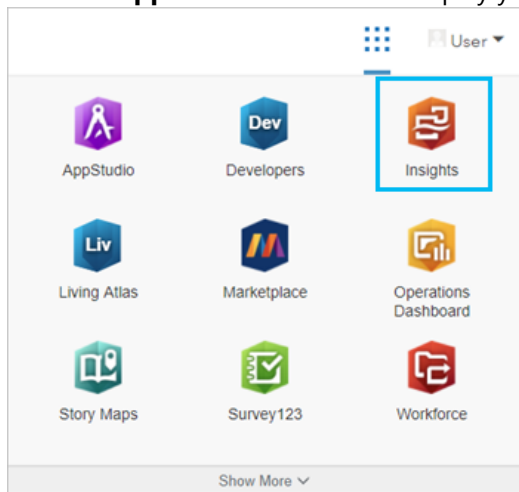 User
AppStudio
Dev
Developers
Insights
Liv
Living Atlas
Marketplace
Operations
Dashboard
Story Maps
Survey123
Workforce
Show More